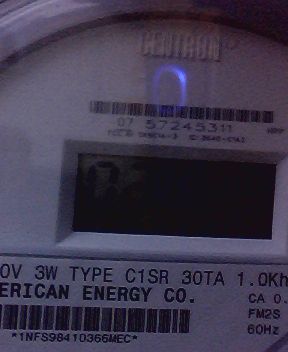 CENTRON
07 57245311
0V 3W TYPE C1SR 30TA 1.0Kh
ERICAN ENERGY CO.
CA 0.
FM2S
60Hz
*1NFS98410366MEC*